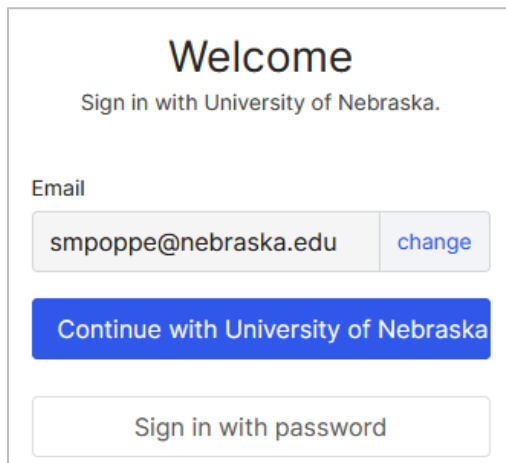 Welcome
Sign in with University of Nebraska.
Email
smpoppe@nebraska.edu change
Continue with University of Nebraska
Sign in with password